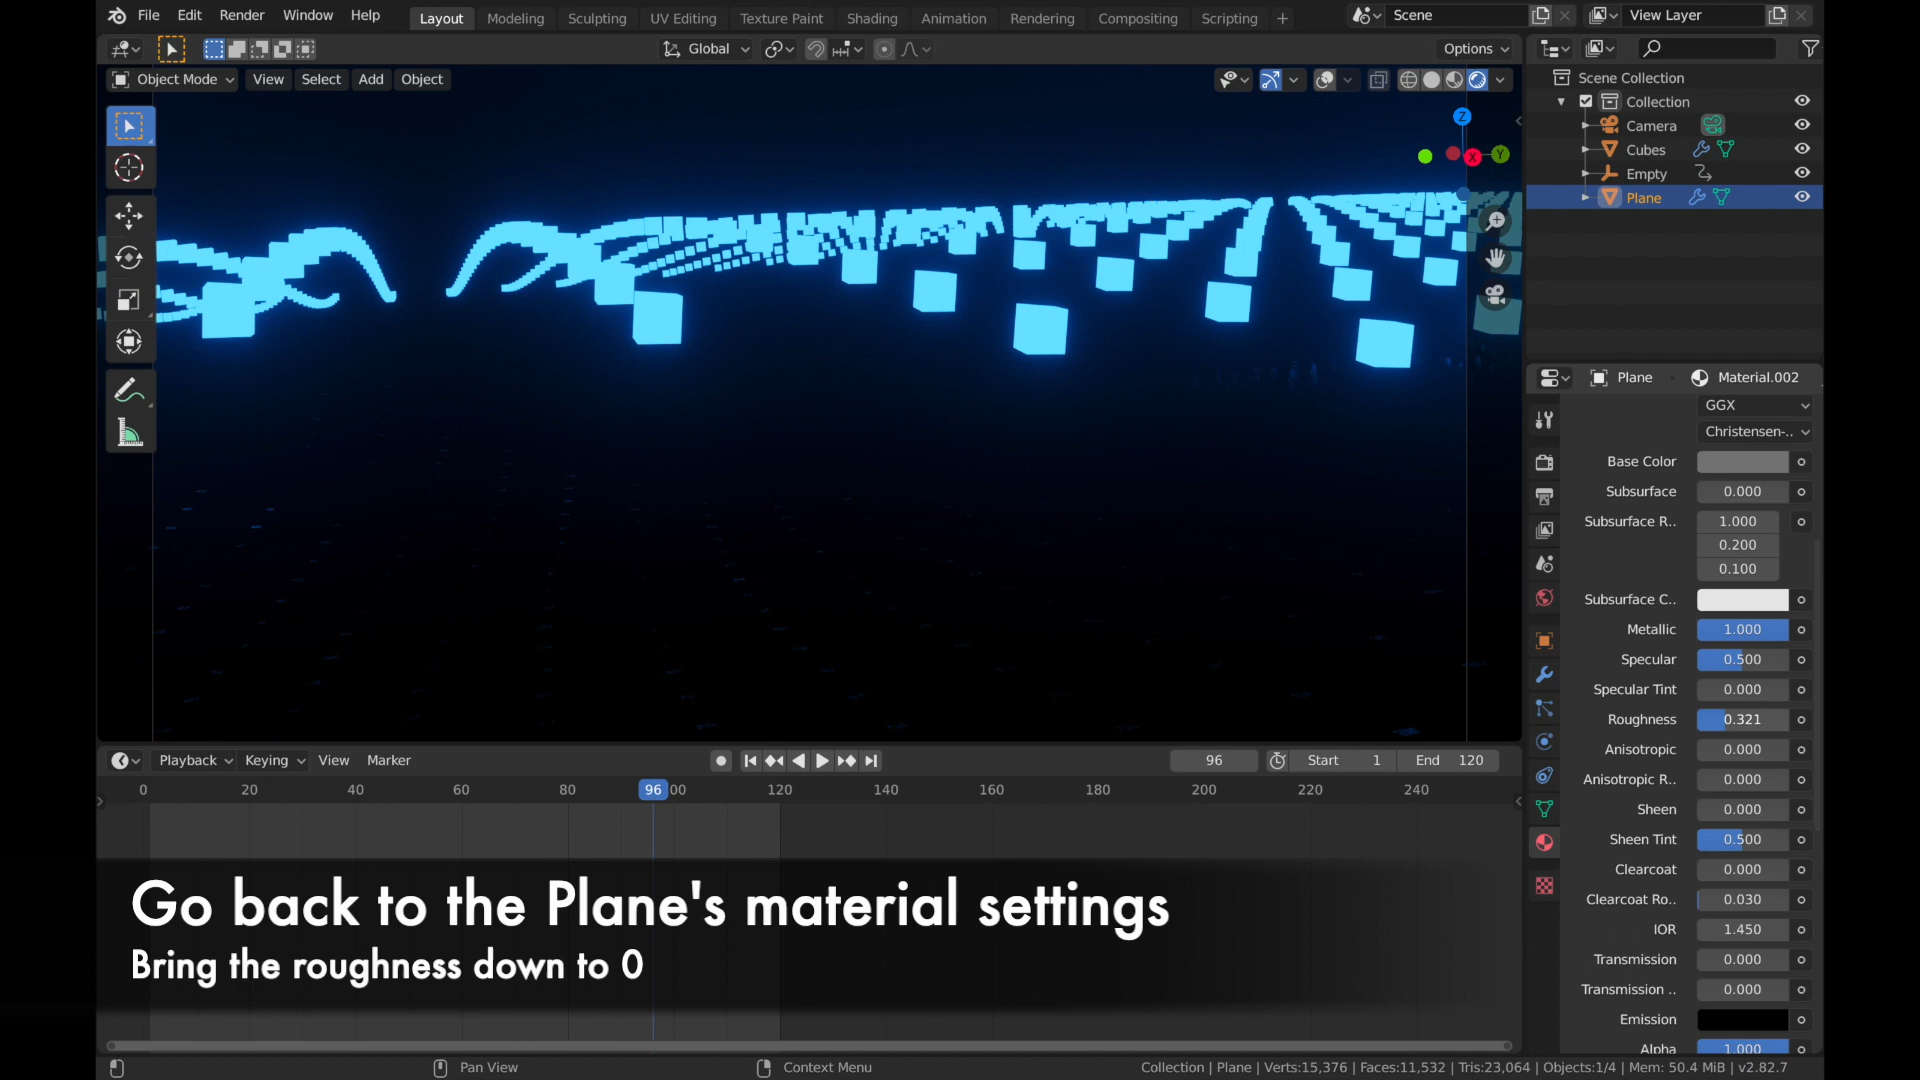 File Edit Render Window Help Layout Modeling Sculpting UV Editing Texture Paint Shading Animation Rendering Compositing Scripting + Scene View Layer
Global Options
Object Mode View Select Add Object
Scene Collection
Collection
Camera
Cubes
Empty
Plane
Z
X
Y
Plane Material.002
GGX
Christensen-..
Base Color
Subsurface 0.000
Subsurface R.. 1.000
0.200
0.100
Subsurface C..
Metallic 1.000
Specular 0.500
Specular Tint 0.000
Roughness 0.321
Anisotropic 0.000
Anisotropic R.. 0.000
Sheen 0.000
Sheen Tint 0.500
Clearcoat 0.000
Clearcoat Ro.. 0.030
IOR 1.450
Transmission 0.000
Transmission .. 0.000
Emission
Alpha 1.000
Playback Keying View Marker 96 Start 1 End 120
0 20 40 60 80 96 00 120 140 160 180 200 220 240
Go back to the Plane's material settings
Bring the roughness down to 0
Pan View Context Menu Collection | Plane | Verts:15,376 | Faces:11,532 | Tris:23,064 | Objects:1/4 | Mem: 50.4 MiB | v2.82.7